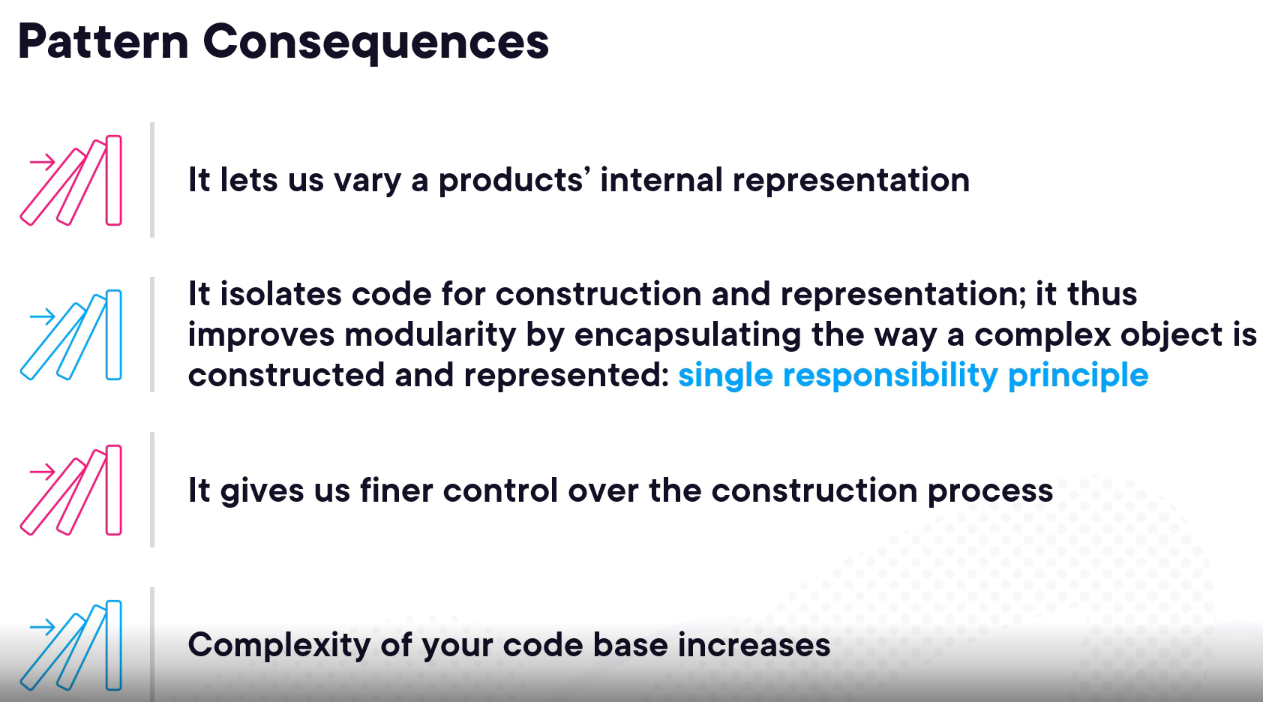 Pattern Consequences
It lets us vary a products’ internal representation
It isolates code for construction and representation; it thus
improves modularity by encapsulating the way a complex object is
constructed and represented: single responsibility principle
It gives us finer control over the construction process
Complexity of your code base increases